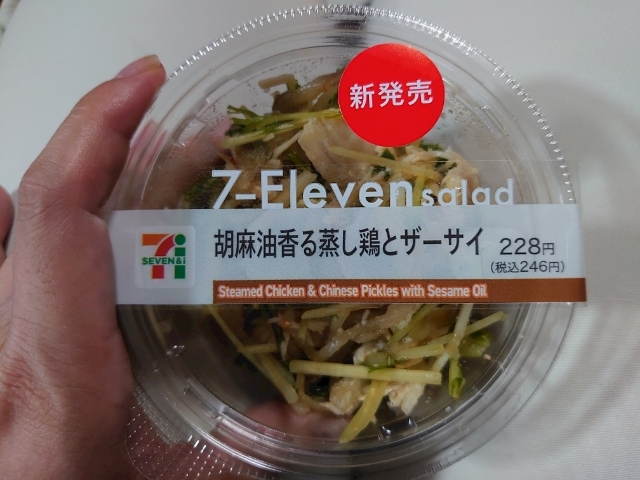 新発売
7-Eleven salad
7i
SEVEN&i
胡麻油香る蒸し鶏とザーサイ 228円
(税込246円)
Steamed Chicken & Chinese Pickles with Sesame Oil